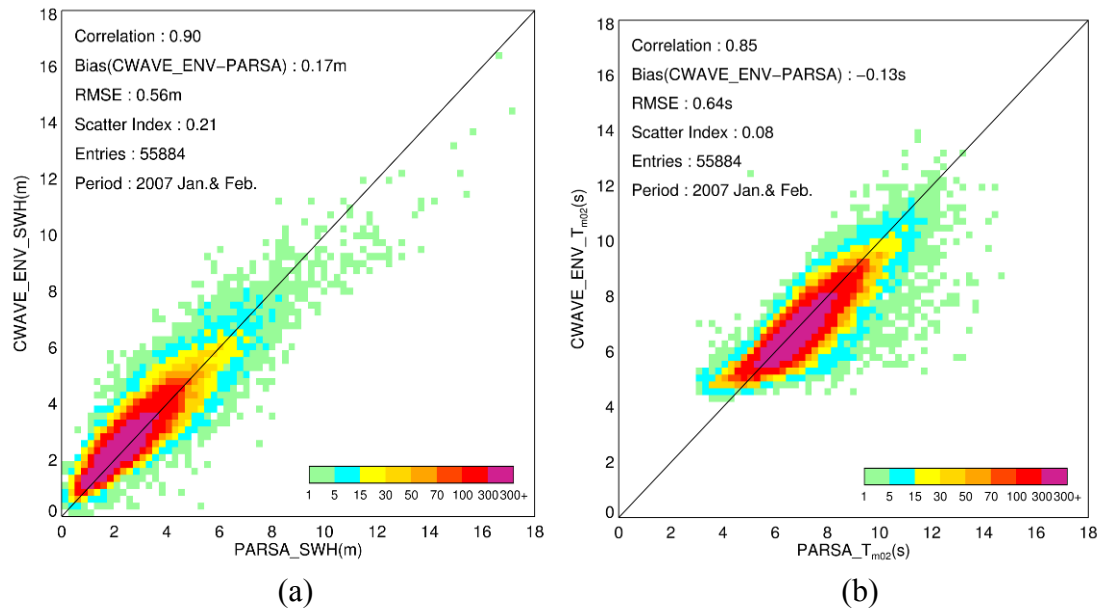 Correlation : 0.90
Bias(CWAVE_ENV−PARSA) : 0.17m
RMSE : 0.56m
Scatter Index : 0.21
Entries : 55884
Period : 2007 Jan.& Feb.
CWAVE_ENV_SWH(m)
18
16
14
12
10
8
6
4
2
0
1 5 15 30 50 70 100 300 300+
0 2 4 6 8 10 12 14 16 18
PARSA_SWH(m)
(a)
Correlation : 0.85
Bias(CWAVE_ENV−PARSA) : −0.13s
RMSE : 0.64s
Scatter Index : 0.08
Entries : 55884
Period : 2007 Jan.& Feb.
CWAVE_ENV_Tm02(s)
18
16
14
12
10
8
6
4
2
0
1 5 15 30 50 70 100 300 300+
0 2 4 6 8 10 12 14 16 18
PARSA_Tm02(s)
(b)